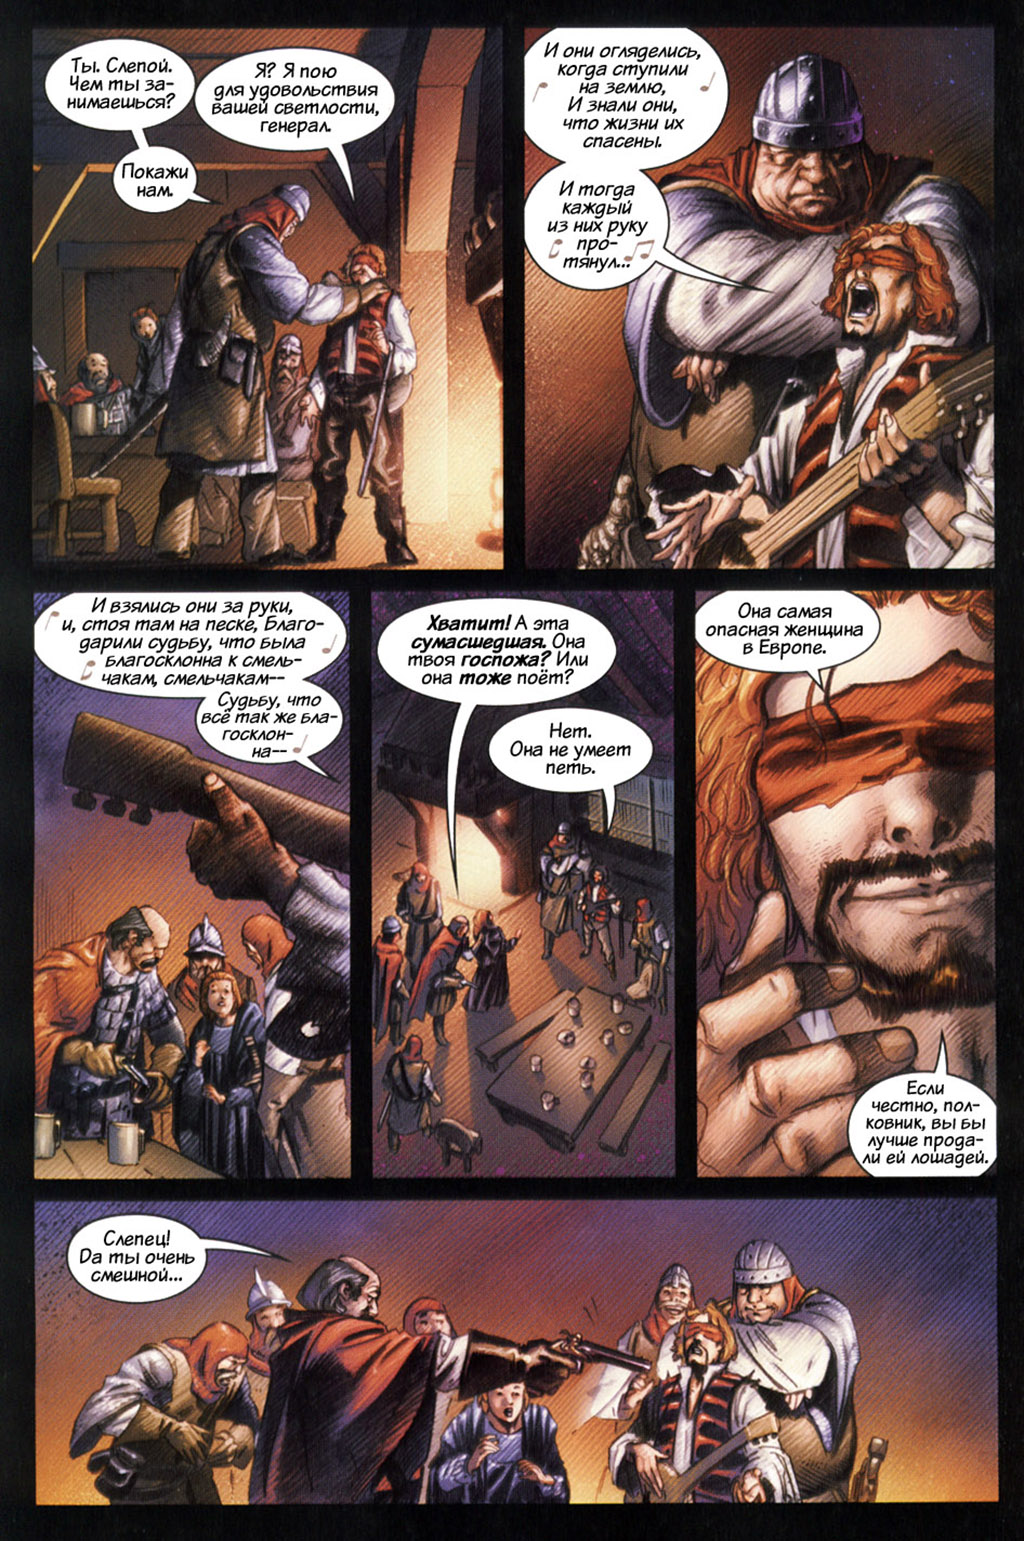 Ты. Слепой.
Чем ты за-
нимаешься?
Покажи
нам.
Я? Я пою
для удовольствия
вашей светлости,
генерал.
И они огляделись,
когда ступили
на землю,
И знали они,
что жизни их
спасены.
И тогда
каждый
из них руку
про-
тянул...
И взялись они за руки,
и, стоя там на песке, Благо-
дарили судьбу, что была
благосклонна к смель-
чакам, смельчакам--
Судьбу, что
всё так же бла-
госклон-
на--
Хватит! А эта
сумасшедшая. Она
твоя госпожа? Или
она тоже поёт?
Нет.
Она не умеет
петь.
Она самая
опасная женщина
в Европе.
Если
честно, пол-
ковник, вы бы
лучше прода-
ли ей лошадей.
Слепец!
Да ты очень
смешной...